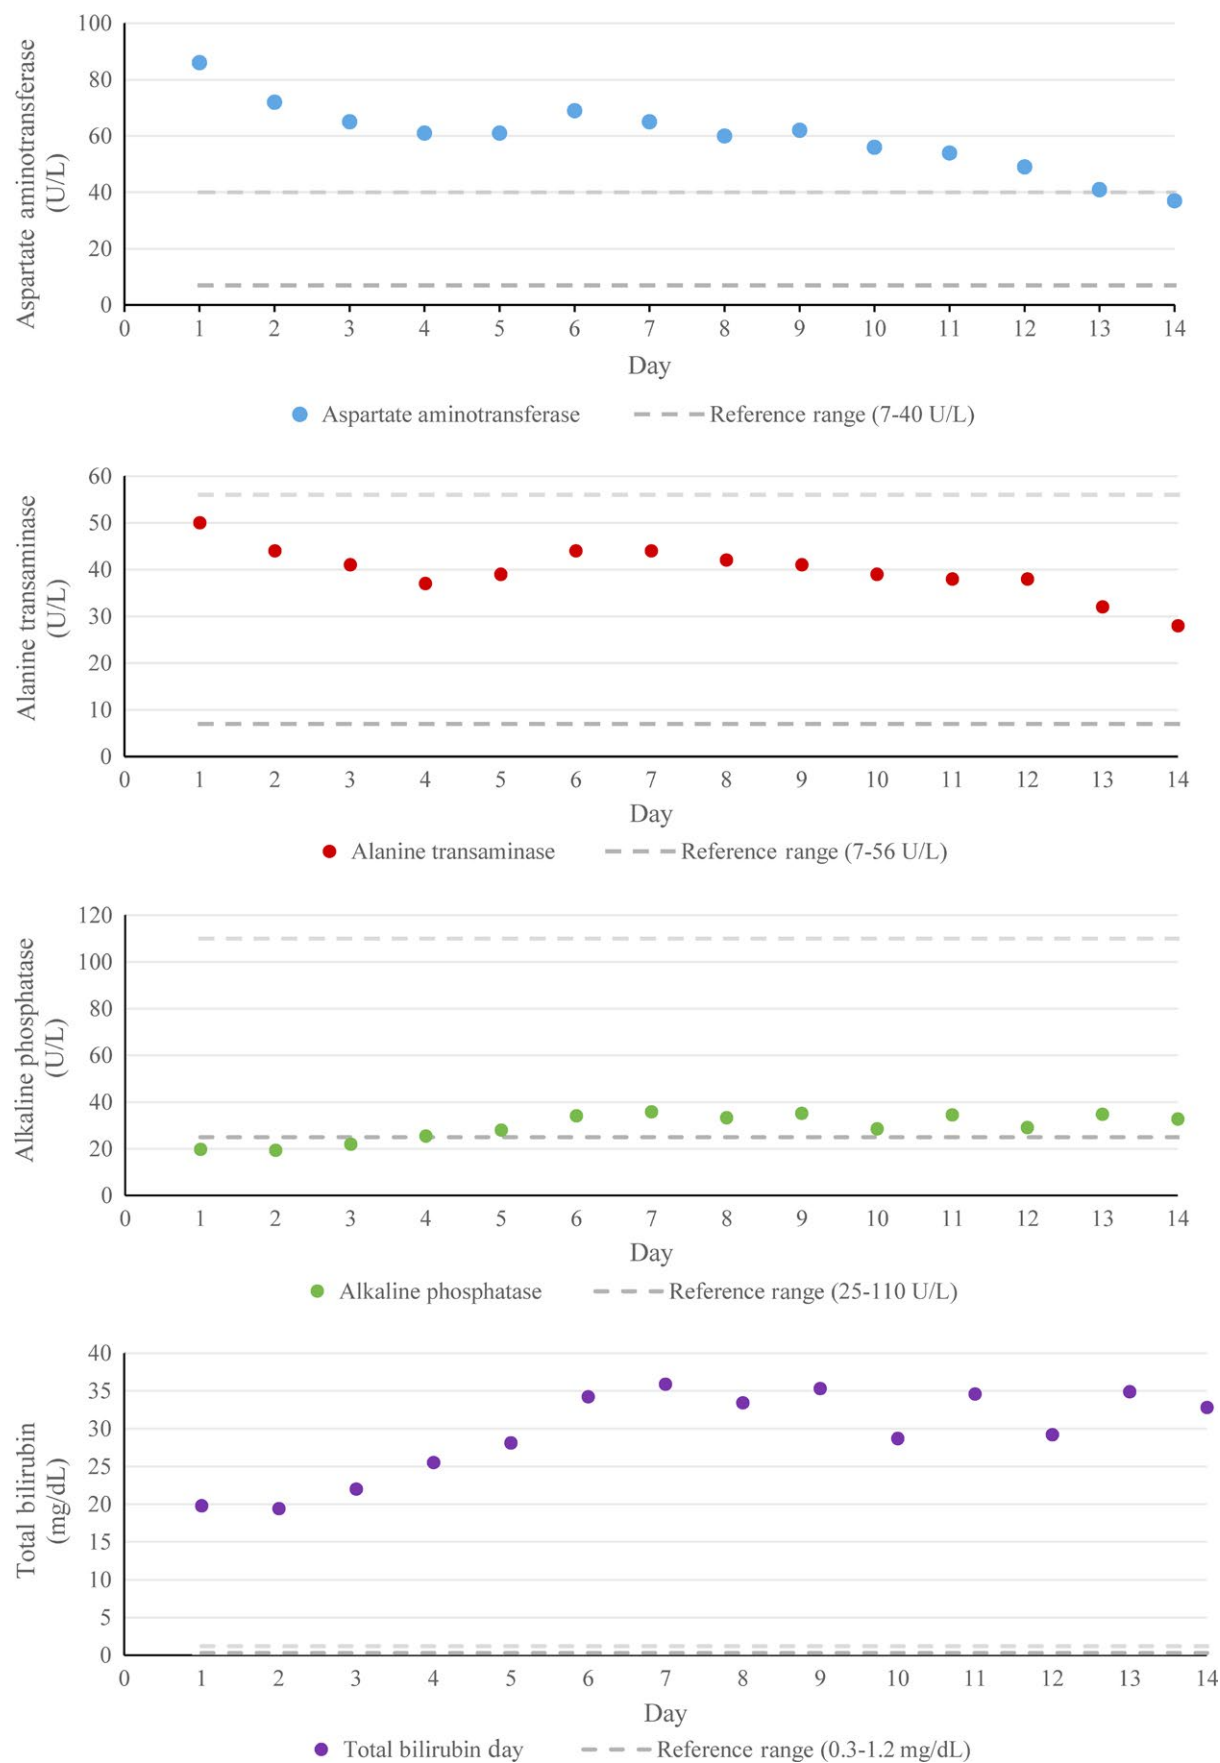 Aspartate aminotransferase
(U/L)
100
80
60
40
20
0
0 1 2 3 4 5 6 7 8 9 10 11 12 13 14
Day
Aspartate aminotransferase Reference range (7-40 U/L)
Alanine transaminase
(U/L)
60
50
40
30
20
10
0
0 1 2 3 4 5 6 7 8 9 10 11 12 13 14
Day
Alanine transaminase Reference range (7-56 U/L)
Alkaline phosphatase
(U/L)
120
100
80
60
40
20
0
0 1 2 3 4 5 6 7 8 9 10 11 12 13 14
Day
Alkaline phosphatase Reference range (25-110 U/L)
Total bilirubin
(mg/dL)
40
35
30
25
20
15
10
5
0
0 1 2 3 4 5 6 7 8 9 10 11 12 13 14
Day
Total bilirubin day Reference range (0.3-1.2 mg/dL)